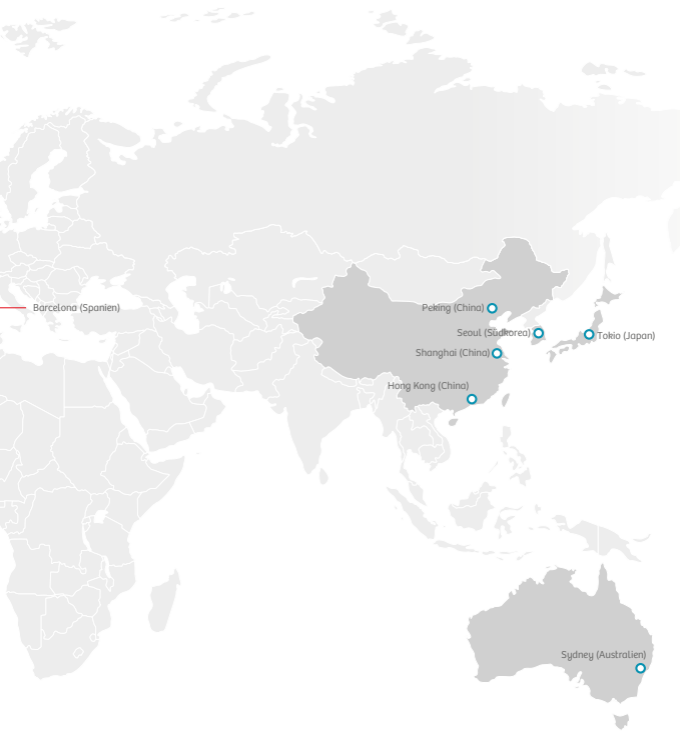 Barcelona (Spanien)
Peking (China)
Seoul (Südkorea)
Tokio (Japan)
Shanghai (China)
Hong Kong (China)
Sydney (Australien)